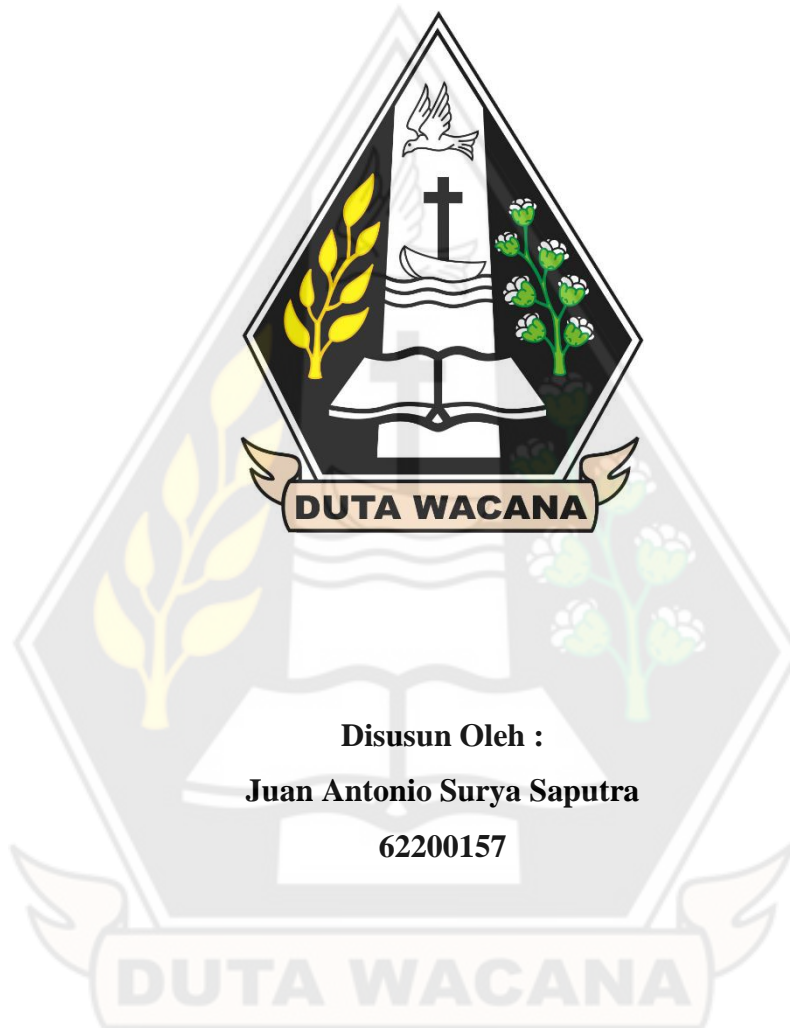 DUTA WACANA
Disusun Oleh :
Juan Antonio Surya Saputra
62200157
DUTA WACANA